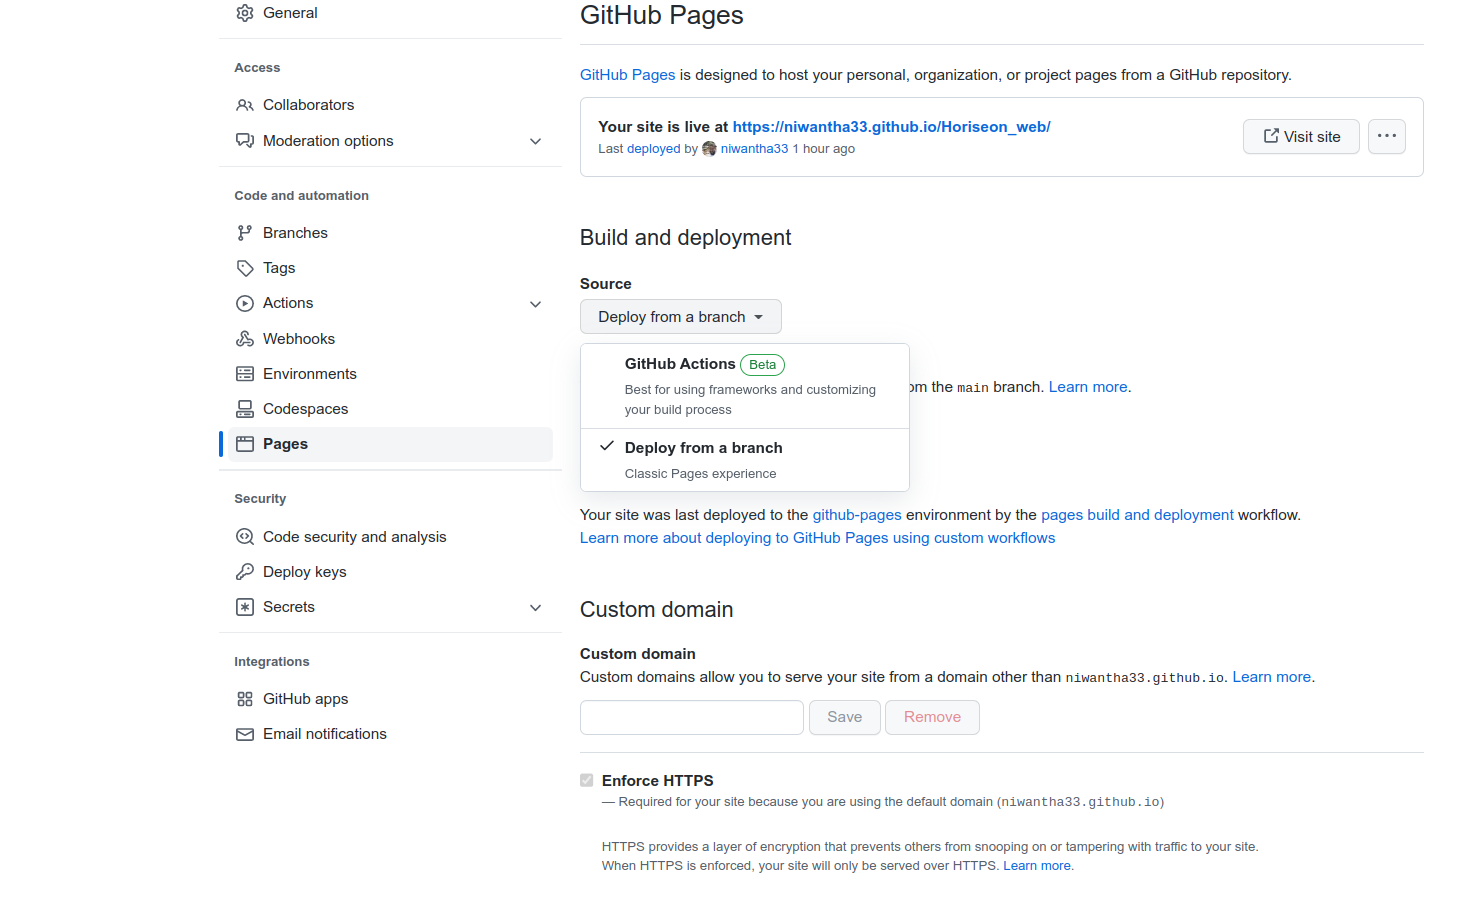 General
Access
Collaborators
Moderation options
Code and automation
Branches
Tags
Actions
Webhooks
Environments
Codespaces
Pages
Security
Code security and analysis
Deploy keys
Secrets
Integrations
GitHub apps
Email notifications
GitHub Pages
GitHub Pages is designed to host your personal, organization, or project pages from a GitHub repository.
Your site is live at https://niwantha33.github.io/Horiseon_web/
Last deployed by niwantha33 1 hour ago
Visit site
Build and deployment
Source
Deploy from a branch
GitHub Actions Beta
Best for using frameworks and customizing
your build process
Deploy from a branch
Classic Pages experience
om the main branch. Learn more.
Your site was last deployed to the github-pages environment by the pages build and deployment workflow.
Learn more about deploying to GitHub Pages using custom workflows
Custom domain
Custom domain
Custom domains allow you to serve your site from a domain other than niwantha33.github.io. Learn more.
Save
Remove
Enforce HTTPS
— Required for your site because you are using the default domain (niwantha33.github.io)
HTTPS provides a layer of encryption that prevents others from snooping on or tampering with traffic to your site.
When HTTPS is enforced, your site will only be served over HTTPS. Learn more.